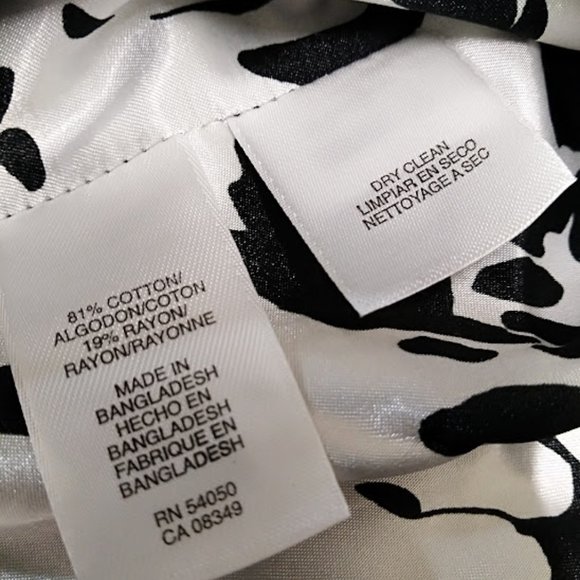 81% COTTON/
ALGODON/COTON
19% RAYON/
RAYON/RAYONNE
MADE IN
BANGLADESH
HECHO EN
BANGLADESH
FABRIQUE EN
BANGLADESH
RN 54050
CA 08349
DRY CLEAN
LIMPIAR EN SECO
NETTOYAGE A SEC